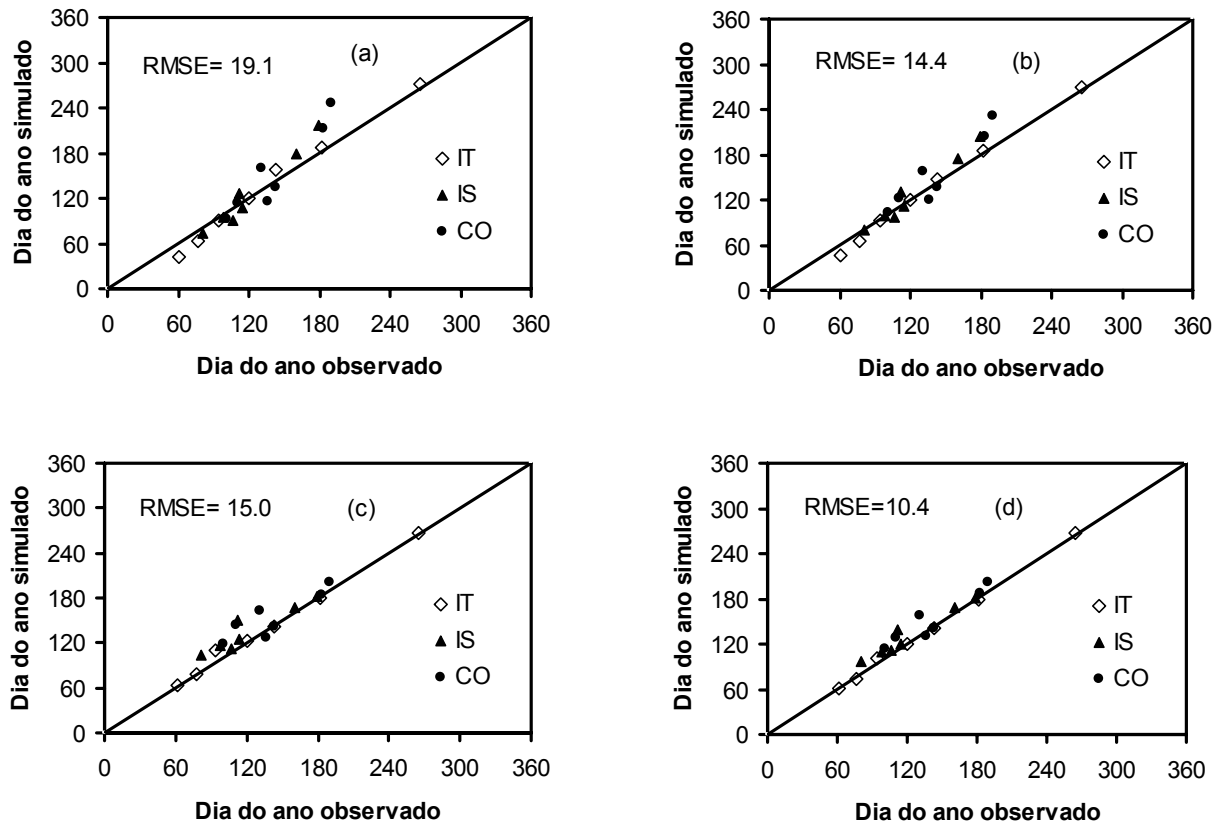 360
300
240
180
120
60
0
Dia do ano simulado
RMSE= 19.1
(a)
IT
IS
CO
0 60 120 180 240 300 360
Dia do ano observado
360
300
240
180
120
60
0
Dia do ano simulado
RMSE= 14.4
(b)
IT
IS
CO
0 60 120 180 240 300 360
Dia do ano observado
360
300
240
180
120
60
0
Dia do ano simulado
RMSE= 15.0
(c)
IT
IS
CO
0 60 120 180 240 300 360
Dia do ano observado
360
300
240
180
120
60
0
Dia do ano simulado
RMSE=10.4
(d)
IT
IS
CO
0 60 120 180 240 300 360
Dia do ano observado